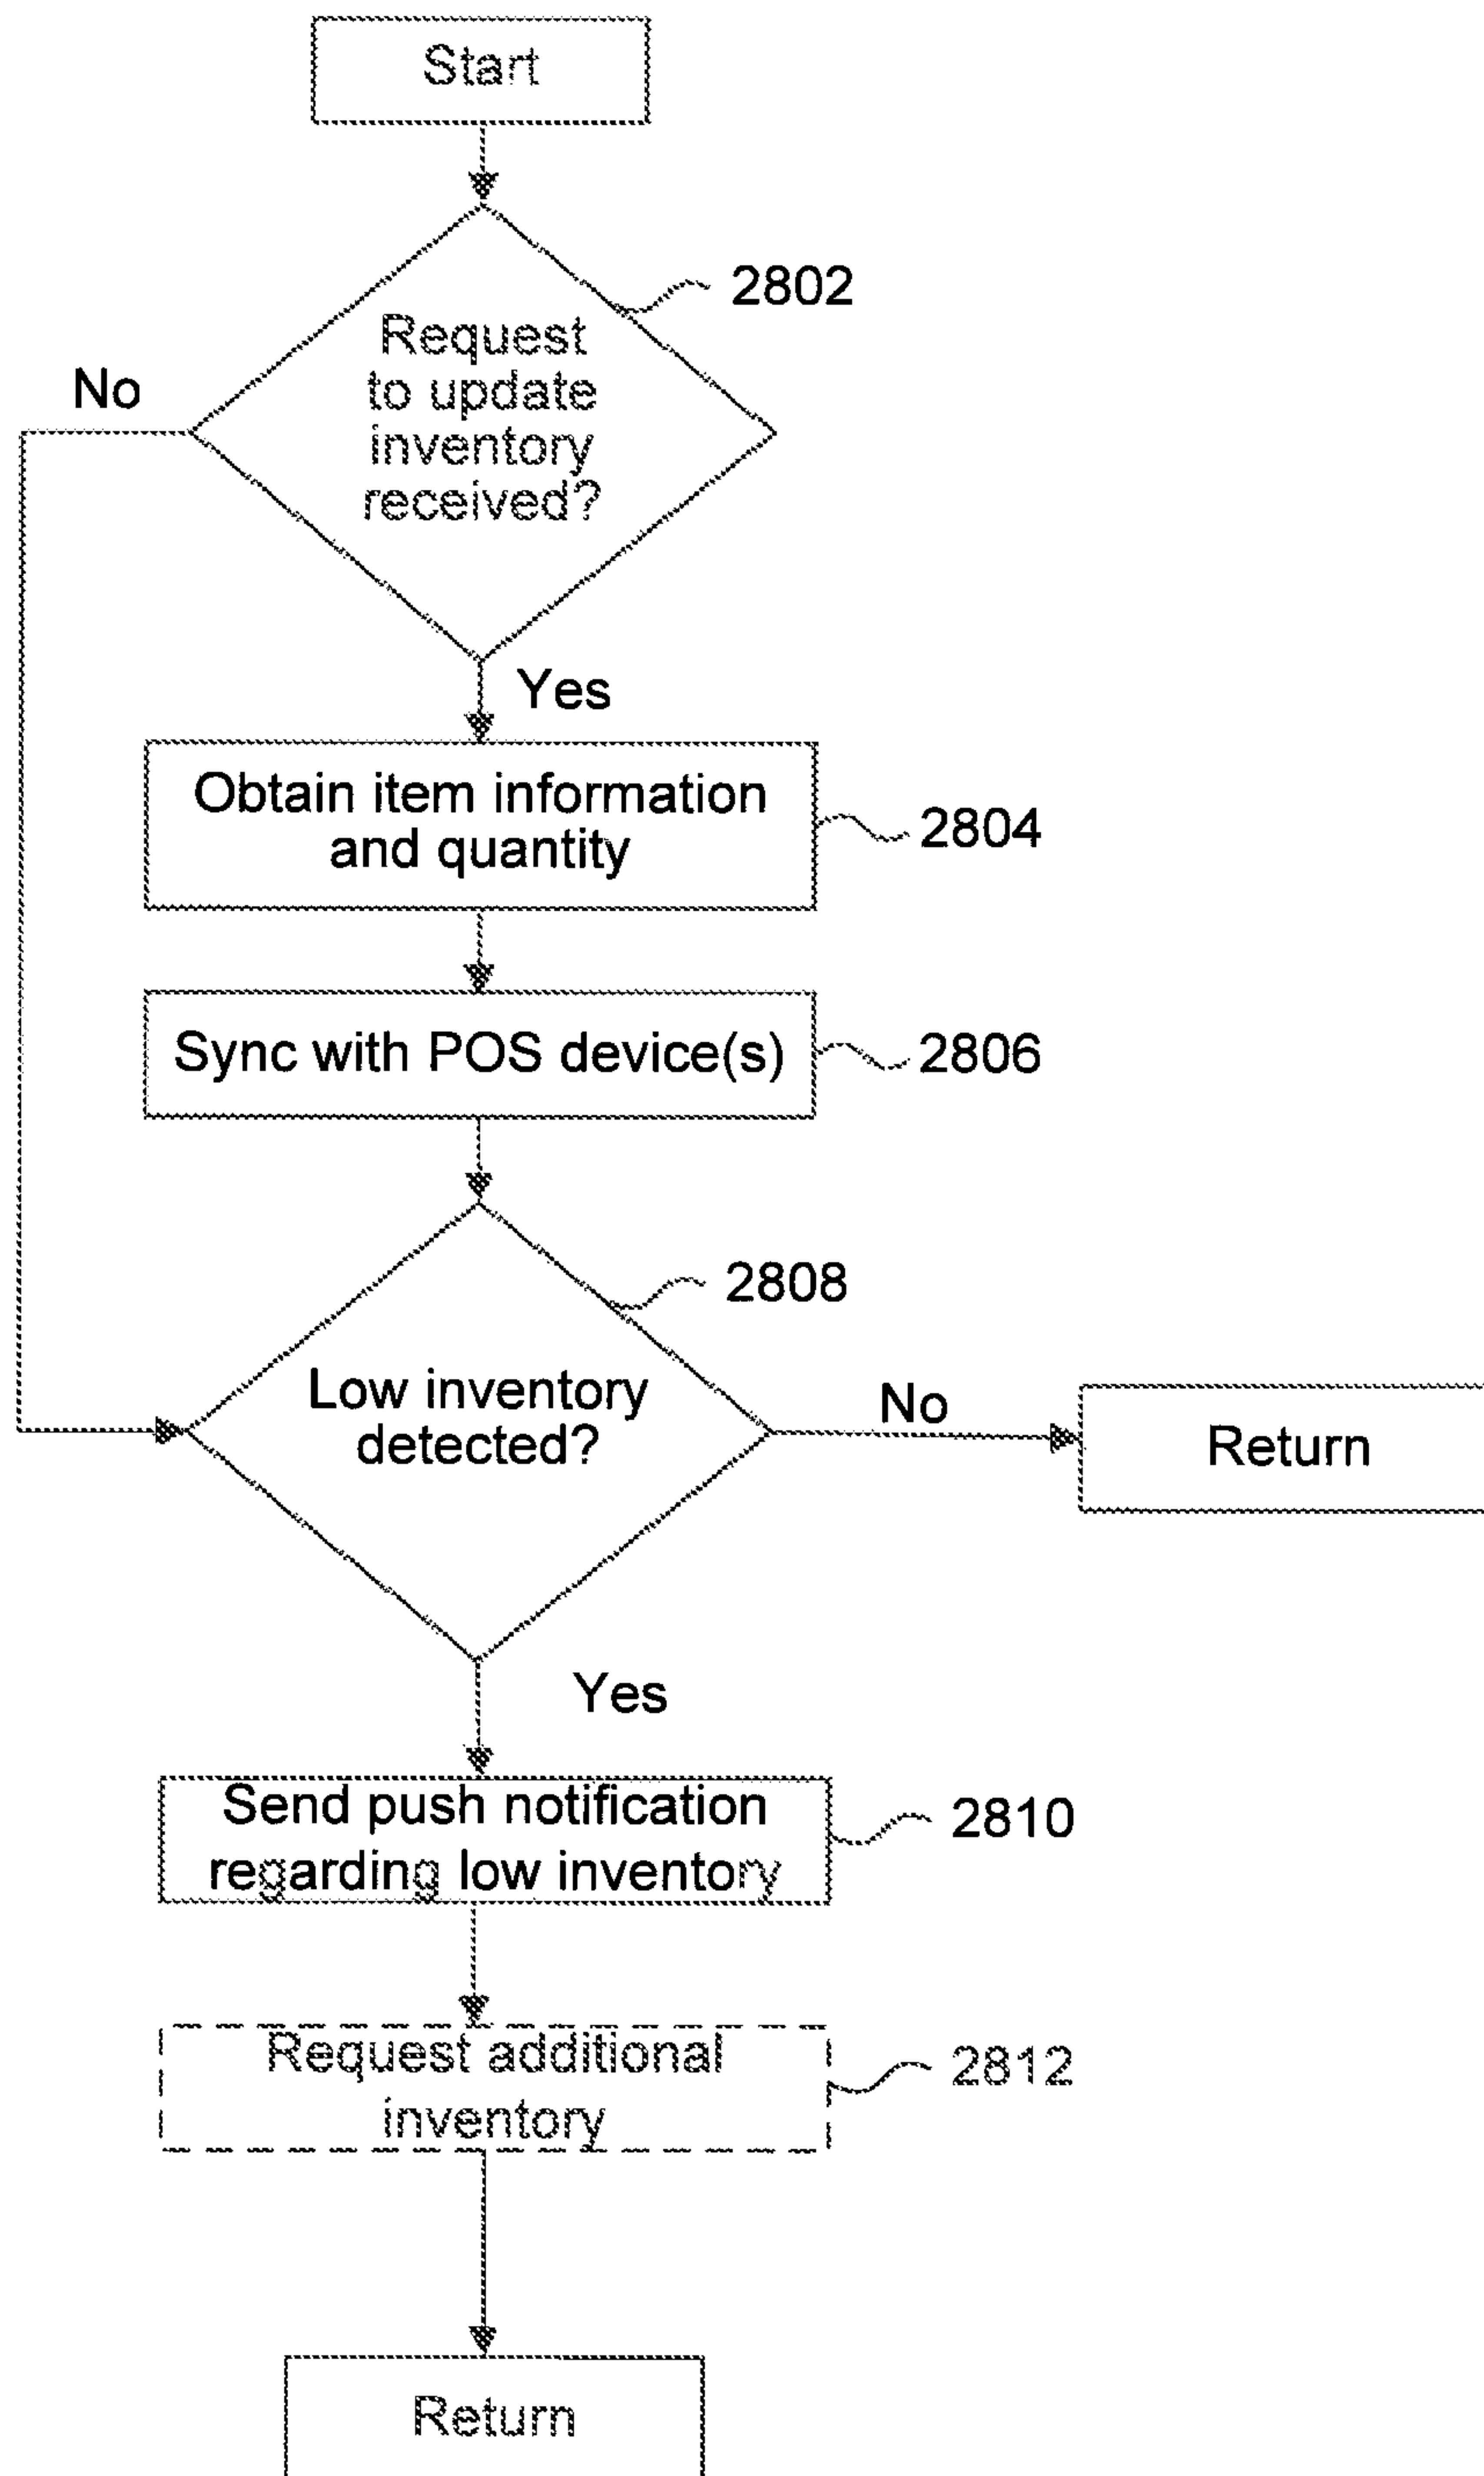 Start
2802
Request
to update
inventory
received?
No
Yes
Obtain item information
and quantity
2804
Sync with POS device(s)
2806
2808
Low inventory
detected?
No
Return
Yes
Send push notification
regarding low inventory
2810
Request additional
inventory
2812
Return